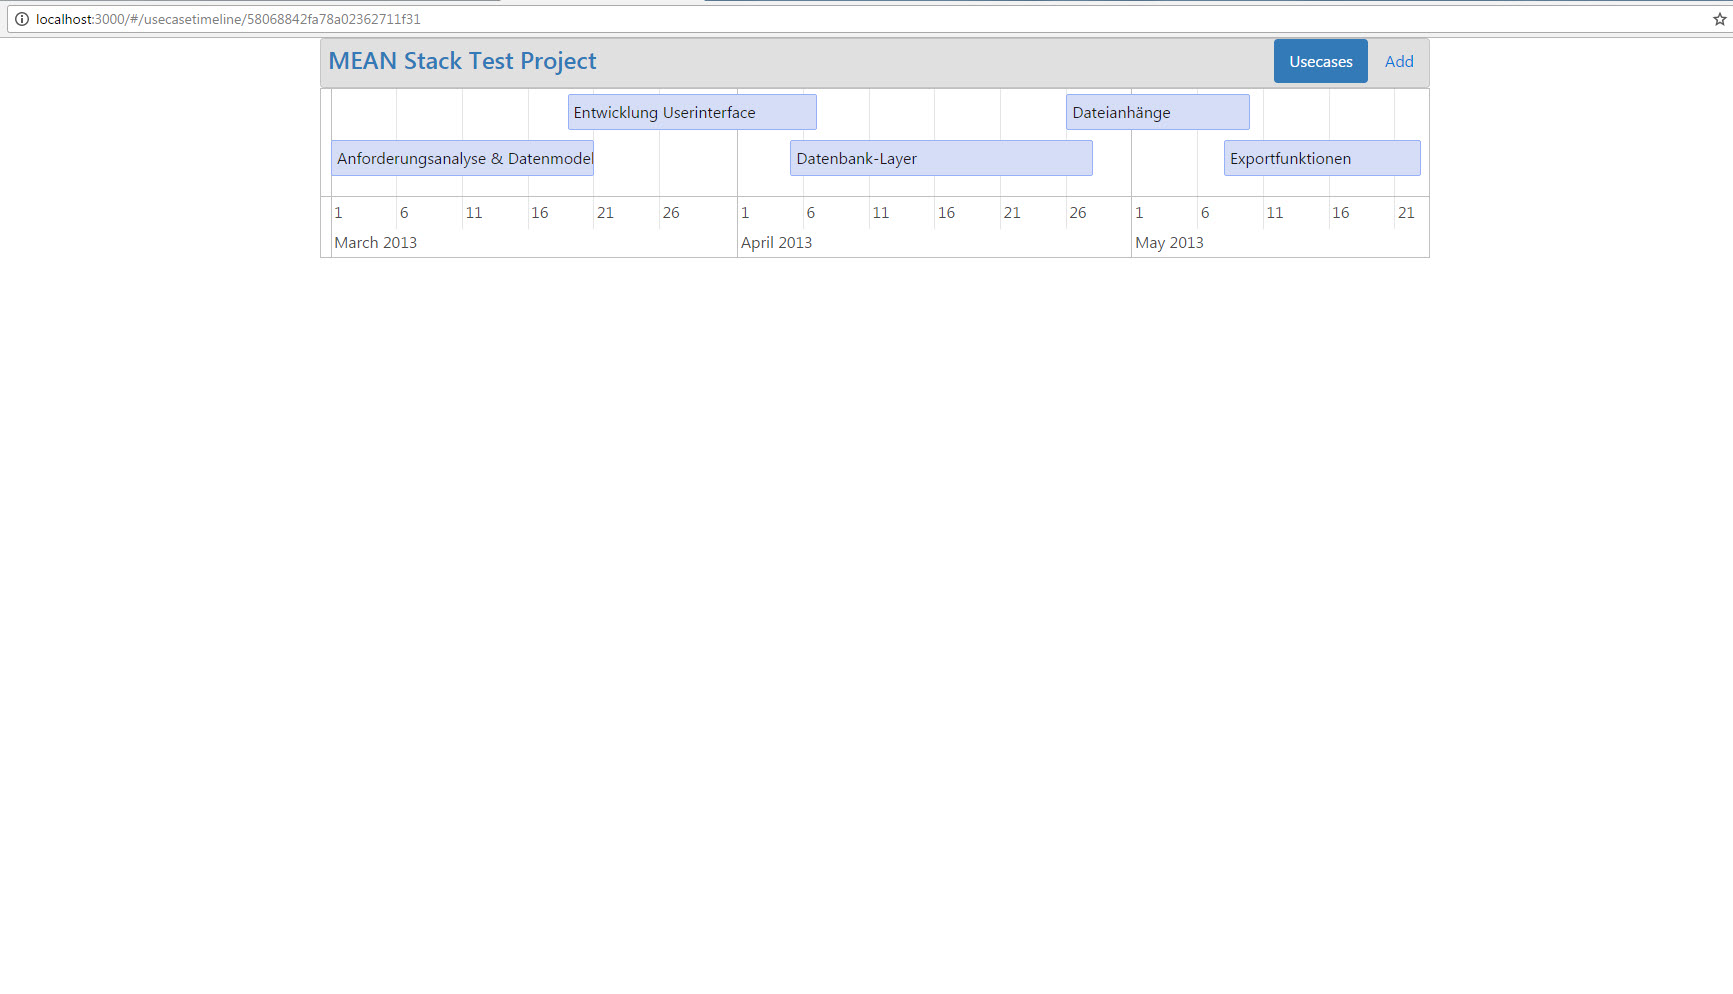 localhost:3000/#/usecasetimeline/58068842fa78a02362711f31
MEAN Stack Test Project Usecases Add
Entwicklung Userinterface Dateianhänge
Anforderungsanalyse & Datenmodel Datenbank-Layer Exportfunktionen
1 6 11 16 21 26 1 6 11 16 21 26 1 6 11 16 21
March 2013 April 2013 May 2013